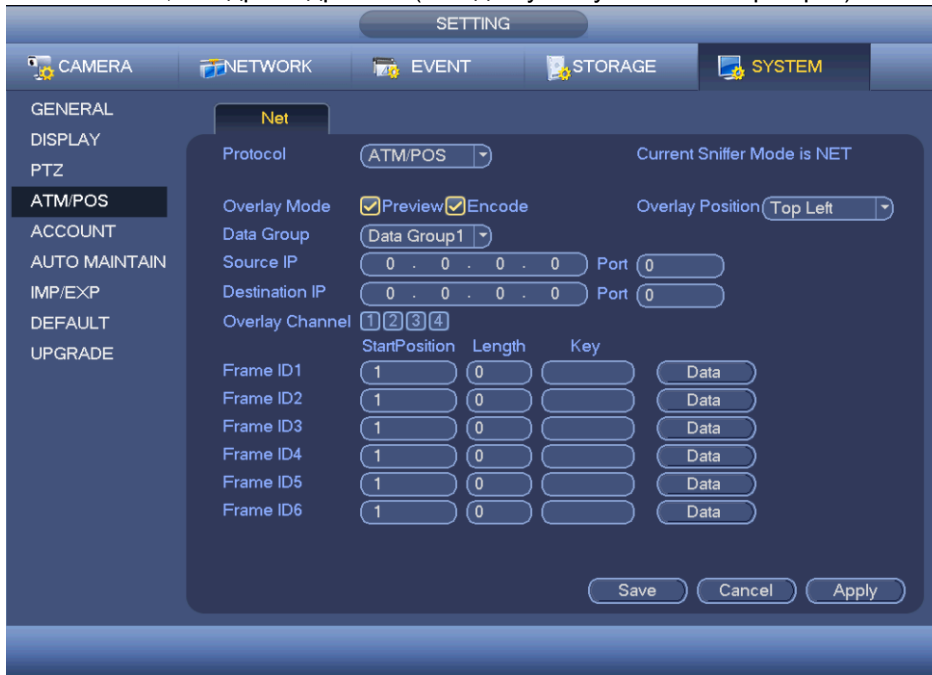 SETTING
CAMERA NETWORK EVENT STORAGE SYSTEM
GENERAL
DISPLAY
PTZ
ATM/POS
ACCOUNT
AUTO MAINTAIN
IMP/EXP
DEFAULT
UPGRADE
Net
Protocol ATM/POS Current Sniffer Mode is NET
Overlay Mode Preview Encode Overlay Position Top Left
Data Group Data Group1
Source IP 0 . 0 . 0 . 0 Port 0
Destination IP 0 . 0 . 0 . 0 Port 0
Overlay Channel 1 2 3 4
StartPosition Length Key
Frame ID1 1 0 Data
Frame ID2 1 0 Data
Frame ID3 1 0 Data
Frame ID4 1 0 Data
Frame ID5 1 0 Data
Frame ID6 1 0 Data
Save Cancel Apply